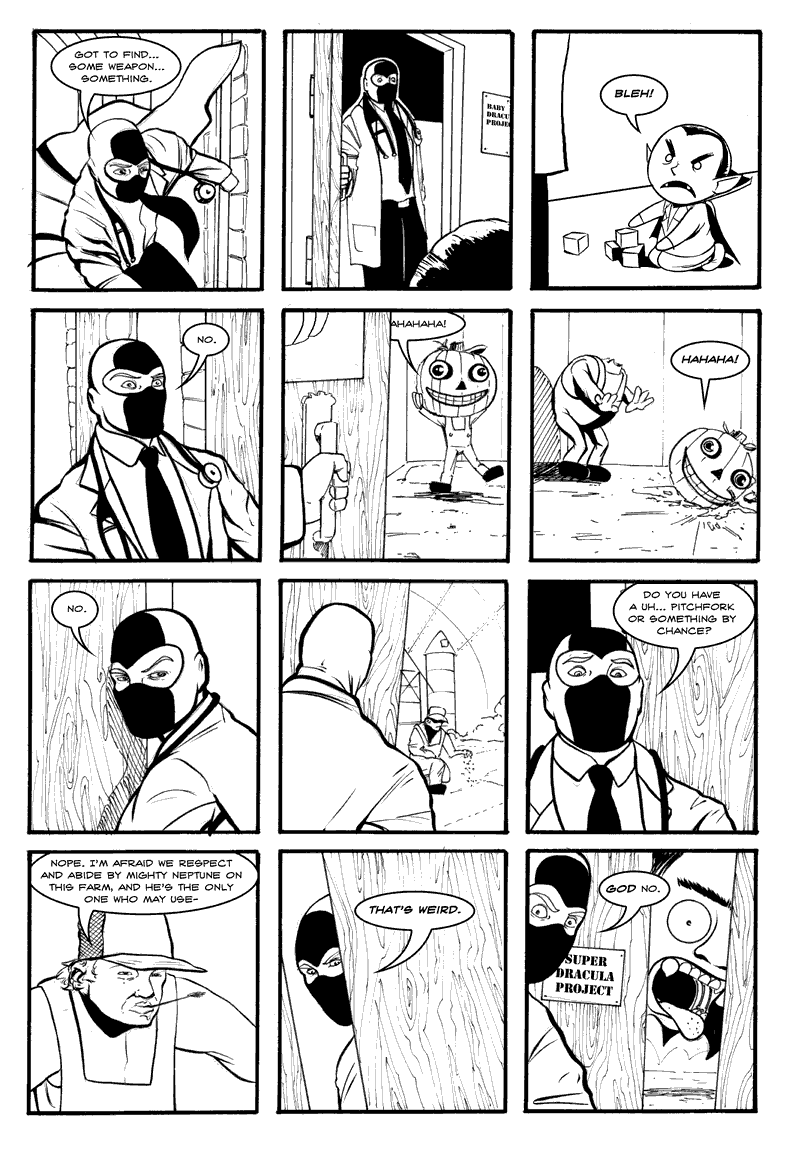 GOT TO FIND...
SOME WEAPON...
SOMETHING.
BABY
DRACU
PROJEC
BLEH!
NO.
AHAHAHA!
HAHAHA!
NO.
DO YOU HAVE
A UH... PITCHFORK
OR SOMETHING BY
CHANCE?
NOPE. I'M AFRAID WE RESPECT
AND ABIDE BY MIGHTY NEPTUNE ON
THIS FARM, AND HE'S THE ONLY
ONE WHO MAY USE-
THAT'S WEIRD.
GOD NO.
SUPER
DRACULA
PROJECT